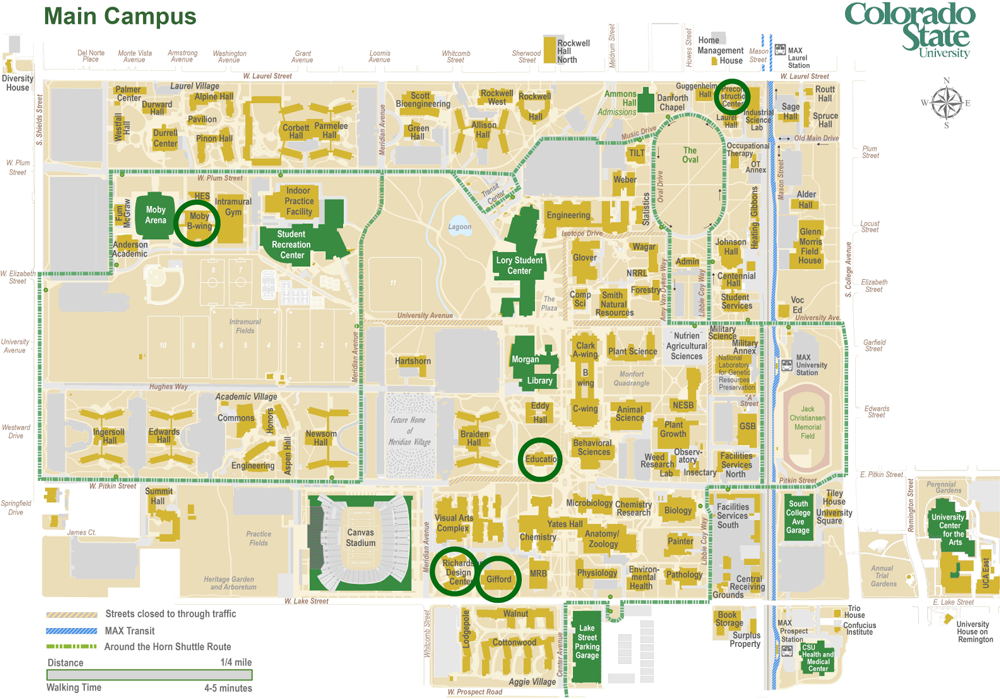 Main Campus
Colorado
State
University
Rockwell
Hall
North
Home
Management
House
MAX
Laurel
Station
Diversity
House
Del Norte
Place
Monte Vista
Avenue
Armstrong
Avenue
Washington
Avenue
Grant
Avenue
Loomis
Avenue
Whitcomb
Street
Sherwood
Street
Meldrum Street
Howes Street
Mason
Street
W. Laurel Street
W. Laurel Street
N
W
E
S
S. Shields Street
Palmer
Center
Laurel Village
Alpine Hall
Durward
Hall
Pavilion
Westfall
Hall
Durrell
Center
Pinon Hall
Corbett
Hall
Parmelee
Hall
Meridian Avenue
Scott
Bioengineering
Green
Hall
Rockwell
West
Rockwell
Hall
Allison
Hall
Ammons
Hall
Admissions
Guggenheim
Hall
Danforth
Chapel
Precon
structio
Center
Laurel
Hall
Industrial
Science
Lab
Sage
Hall
Routt
Hall
Spruce
Hall
Old Main Drive
Music Drive
The
Oval
Occupational
Therapy
OT
Annex
TILT
Weber
Oval Drive
Statistics
Mason Street
Plum
Street
W. Plum
Street
W. Plum Street
Transit
Center
Moby
Arena
HES
Moby
B-wing
Intramural
Gym
Indoor
Practice
Facility
Student
Recreation
Center
Fum
McGraw
Anderson
Academic
Lagoon
Lory Student
Center
Engineering
Isotope Drive
Glover
Wagar
NRRL
Forestry
Comp
Sci
Smith
Natural
Resources
The
Plaza
Admin
Amy Van Dyken Way
Libbie Coy Way
Gibbons
Heating
Johnson
Hall
Centennial
Hall
Student
Services
Alder
Hall
Glenn
Morris
Field
House
Locust
Street
S. College Avenue
Elizabeth
Street
W. Elizabeth
Street
Voc
Ed
University Ave.
University Avenue
University
Avenue
Intramural
Fields
Meridian Avenue
Hartshorn
Morgan
Library
Clark
A-wing
B
wing
C-wing
Plant Science
Monfort
Quadrangle
Nutrien
Agricultural
Sciences
Military
Science
Military
Annex
National
Laboratory
for Genetic
Resources
Preservation
"A"
Street
MAX
University
Station
Garfield
Street
Hughes Way
Academic Village
Commons
Honors
Engineering
Aspen Hall
Ingersoll
Hall
Edwards
Hall
Newsom
Hall
Future Home
of
Meridian Village
Braiden
Hall
Eddy
Hall
Educatio
Animal
Sciences
Behavioral
Sciences
NESB
Plant
Growth
GSB
Weed
Research
Lab
Observ-
atory
Insectary
Facilities
Services
North
Jack
Christiansen
Memorial
Field
Edwards
Street
Westward
Drive
W. Pitkin Street
Pitkin Street
E. Pitkin Street
Springfield
Drive
Summit
Hall
James Ct.
Practice
Fields
Heritage Garden
and Arboretum
Canvas
Stadium
Meridian Avenue
Visual Arts
Complex
Richards
Design
Center
Gifford
MRB
Chemistry
Microbiology
Chemistry
Research
Yates Hall
Anatomy/
Zoology
Physiology
Environ-
mental
Health
Biology
Painter
Pathology
Libbie Coy Way
Facilities
Services
South
Central
Receiving
Grounds
South
College
Ave
Garage
Tiley
House
University
Square
Remington Street
Perennial
Gardens
University
Center
for the
Arts
UCA East
Annual
Trial
Gardens
W. Lake Street
E. Lake Street
Whitcomb Street
Lodgepole
Walnut
Cottonwood
Aggie Village
Center Avenue
Lake
Street
Parking
Garage
Book
Storage
Surplus
Property
MAX
Prospect
Station
CSU
Health and
Medical
Center
Trio
House
Confucius
Institute
University
House on
Remington
W. Prospect Road
Streets closed to through traffic
MAX Transit
Around the Horn Shuttle Route
Distance
1/4 mile
Walking Time
4-5 minutes